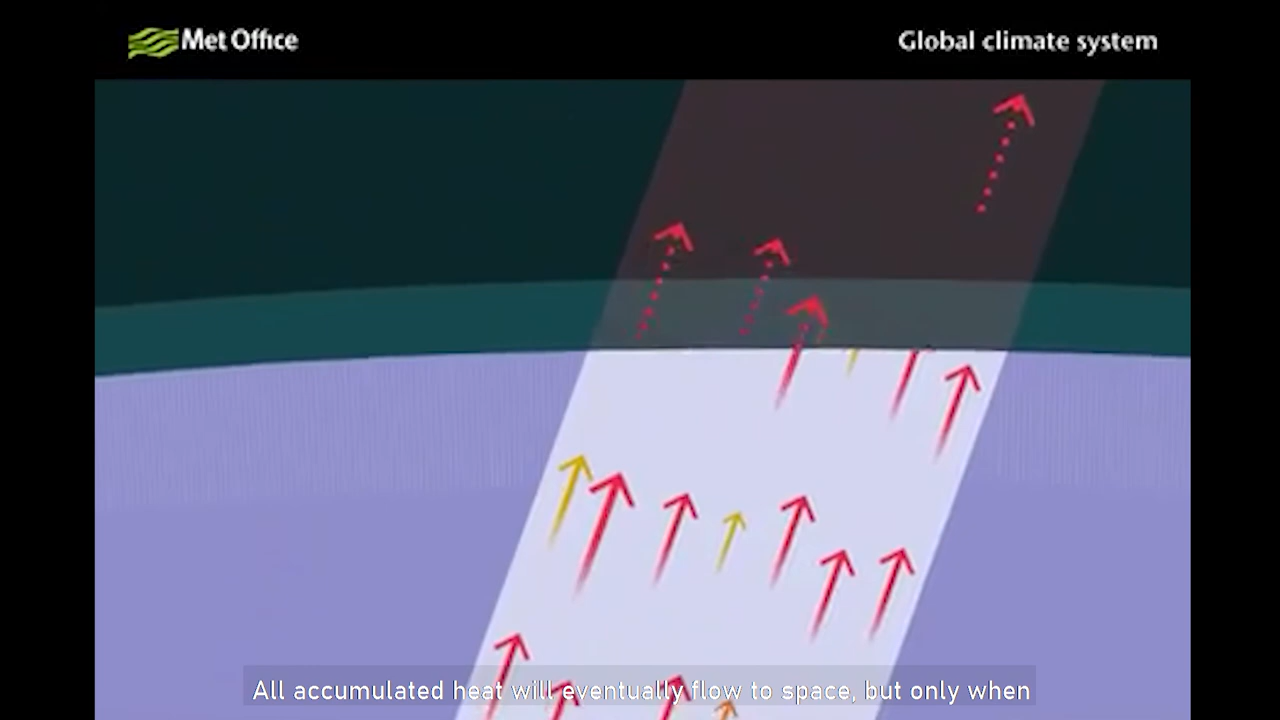 Met Office
Global climate system
All accumulated heat will eventually flow to space, but only when